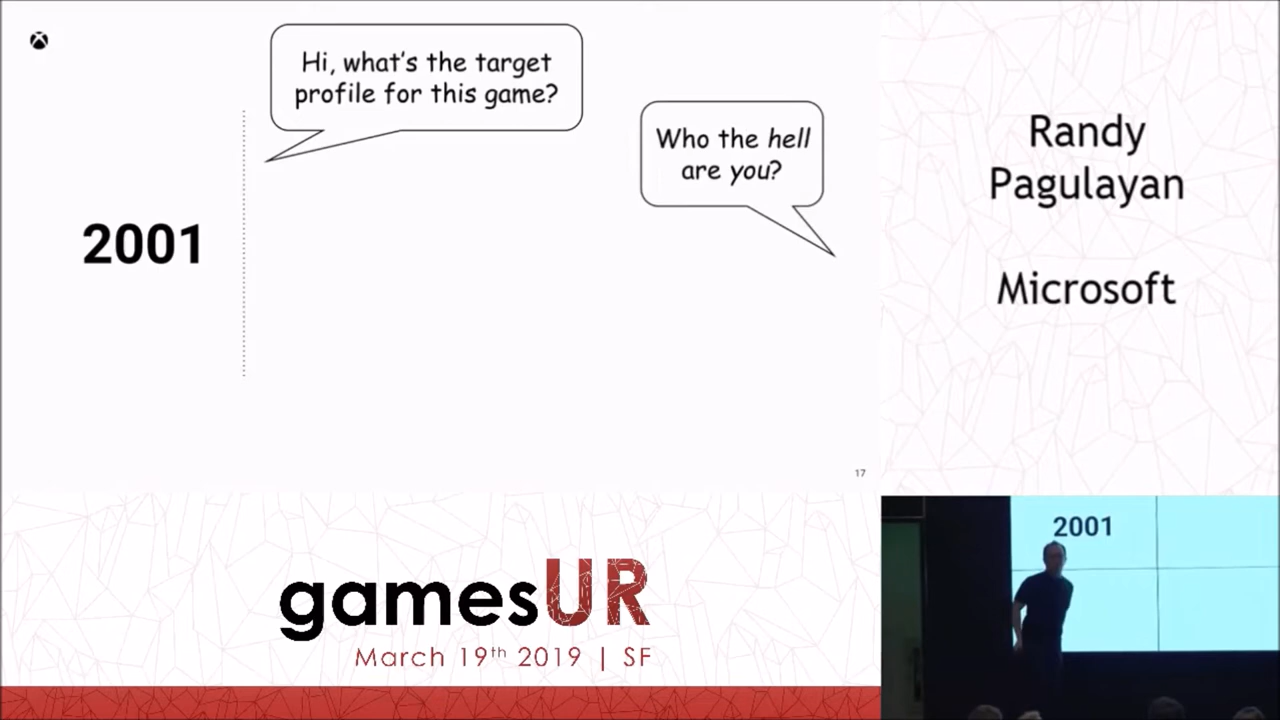 Hi, what's the target
profile for this game?
Who the hell
are you?
2001
17
Randy
Pagulayan
Microsoft
gamesUR
March 19th 2019 | SF
2001